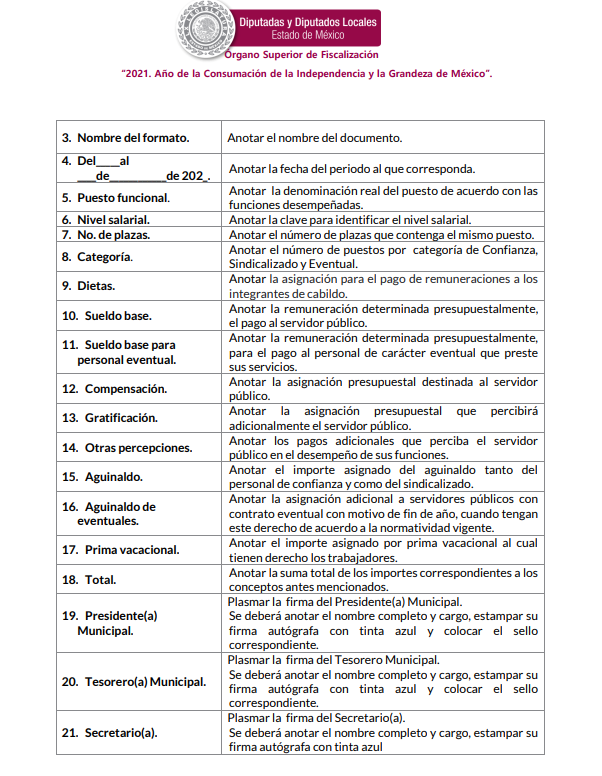 Diputadas y Diputados Locales
Estado de México
Órgano Superior de Fiscalización
"2021. Año de la Consumación de la Independencia y la Grandeza de México".
3. Nombre del formato.
Anotar el nombre del documento.
4. Del_____al
____de____________de 202_.
Anotar la fecha del periodo al que corresponda.
5. Puesto funcional.
Anotar la denominación real del puesto de acuerdo con las
funciones desempeñadas.
6. Nivel salarial.
Anotar la clave para identificar el nivel salarial.
7. No. de plazas.
Anotar el número de plazas que contenga el mismo puesto.
8. Categoría.
Anotar el número de puestos por categoría de Confianza,
Sindicalizado y Eventual.
9. Dietas.
Anotar la asignación para el pago de remuneraciones a los
integrantes de cabildo.
10. Sueldo base.
Anotar la remuneración determinada presupuestalmente,
el pago al servidor público.
11. Sueldo base para
personal eventual.
Anotar la remuneración determinada presupuestalmente,
para el pago al personal de carácter eventual que preste
sus servicios.
12. Compensación.
Anotar la asignación presupuestal destinada al servidor
público.
13. Gratificación.
Anotar la asignación presupuestal que percibirá
adicionalmente el servidor público.
14. Otras percepciones.
Anotar los pagos adicionales que perciba el servidor
público en el desempeño de sus funciones.
15. Aguinaldo.
Anotar el importe asignado del aguinaldo tanto del
personal de confianza y como del sindicalizado.
16. Aguinaldo de
eventuales.
Anotar la asignación adicional a servidores públicos con
contrato eventual con motivo de fin de año, cuando tengan
este derecho de acuerdo a la normatividad vigente.
17. Prima vacacional.
Anotar el importe asignado por prima vacacional al cual
tienen derecho los trabajadores.
18. Total.
Anotar la suma total de los importes correspondientes a los
conceptos antes mencionados.
19. Presidente(a)
Municipal.
Plasmar la firma del Presidente(a) Municipal.
Se deberá anotar el nombre completo y cargo, estampar su
firma autógrafa con tinta azul y colocar el sello
correspondiente.
20. Tesorero(a) Municipal.
Plasmar la firma del Tesorero Municipal.
Se deberá anotar el nombre completo y cargo, estampar su
firma autógrafa con tinta azul y colocar el sello
correspondiente.
21. Secretario(a).
Plasmar la firma del Secretario(a).
Se deberá anotar el nombre completo y cargo, estampar su
firma autógrafa con tinta azul